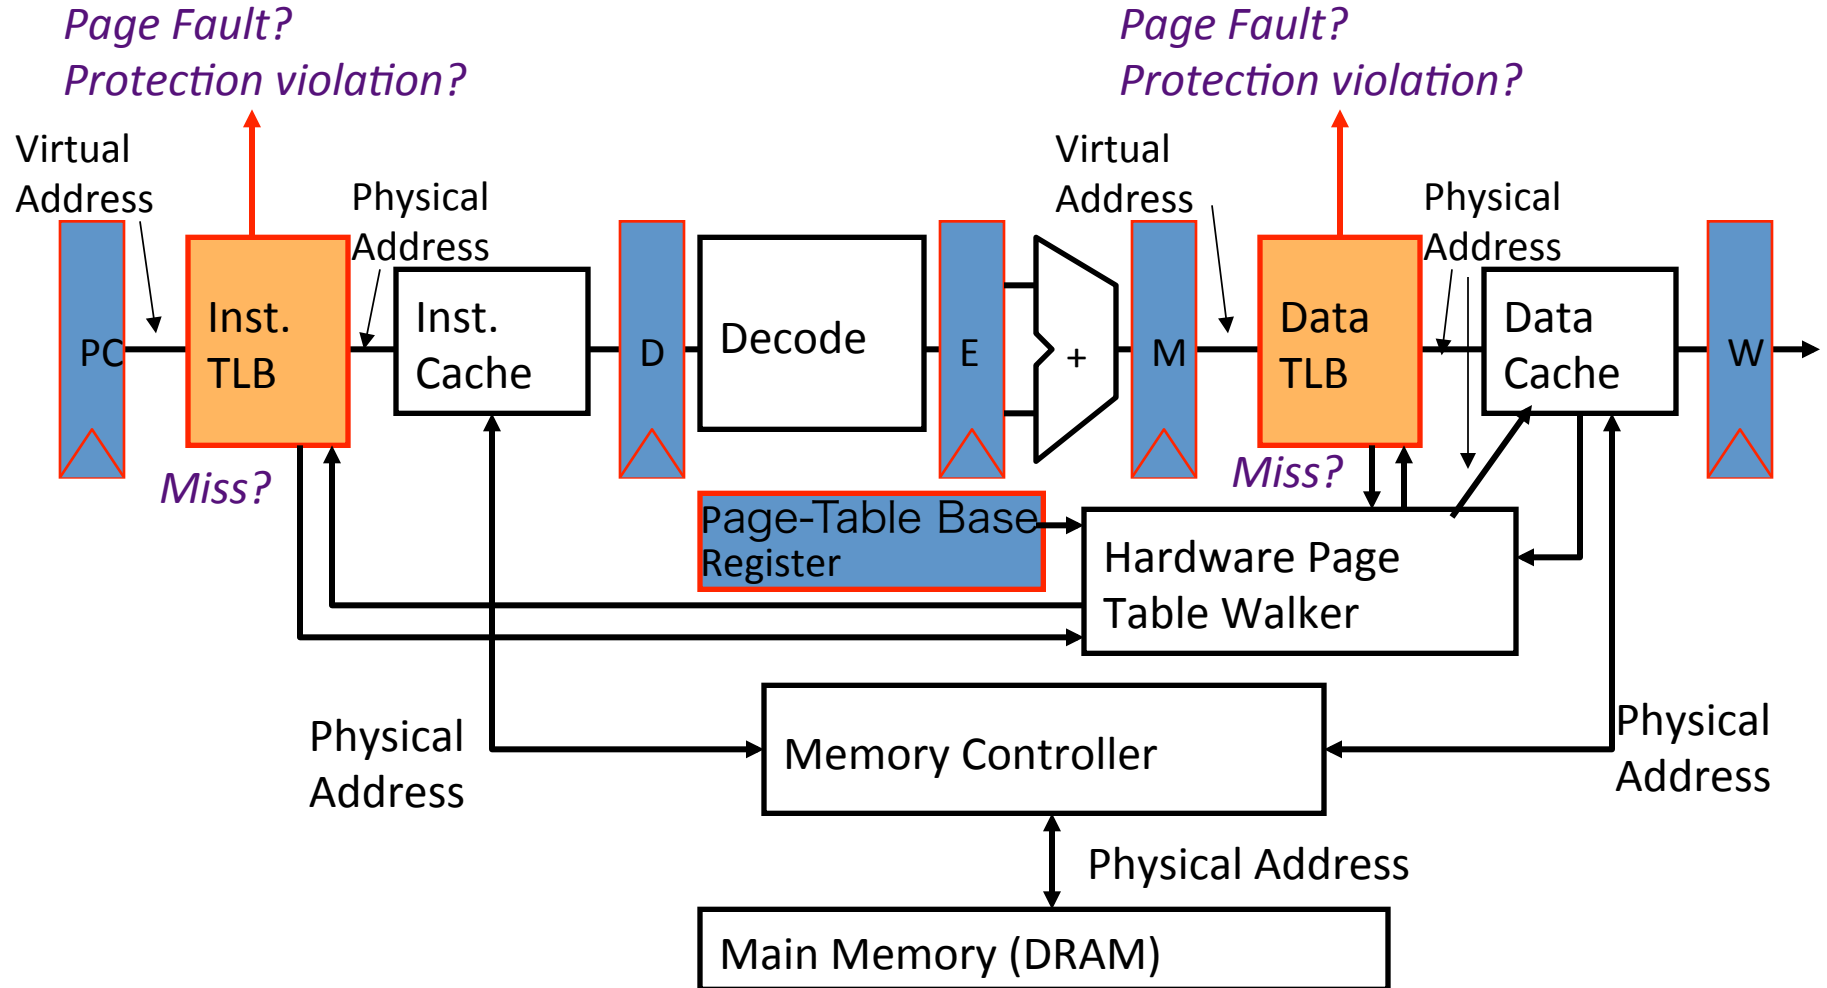 Page Fault?
Protection violation?
Page Fault?
Protection violation?
Virtual
Address
Physical
Address
Virtual
Address
Physical
Address
PC
Inst.
TLB
Inst.
Cache
D
Decode
E
+
M
Data
TLB
Data
Cache
W
Miss?
Miss?
Page-Table Base
Register
Hardware Page
Table Walker
Physical
Address
Memory Controller
Physical
Address
Physical Address
Main Memory (DRAM)